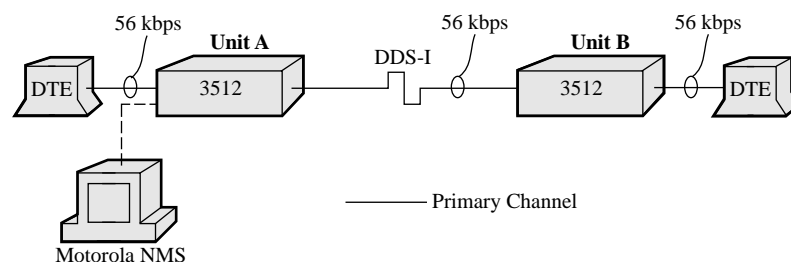 56 kbps
56 kbps
56 kbps
Unit A
DDS-I
Unit B
DTE
3512
3512
DTE
Primary Channel
Motorola NMS